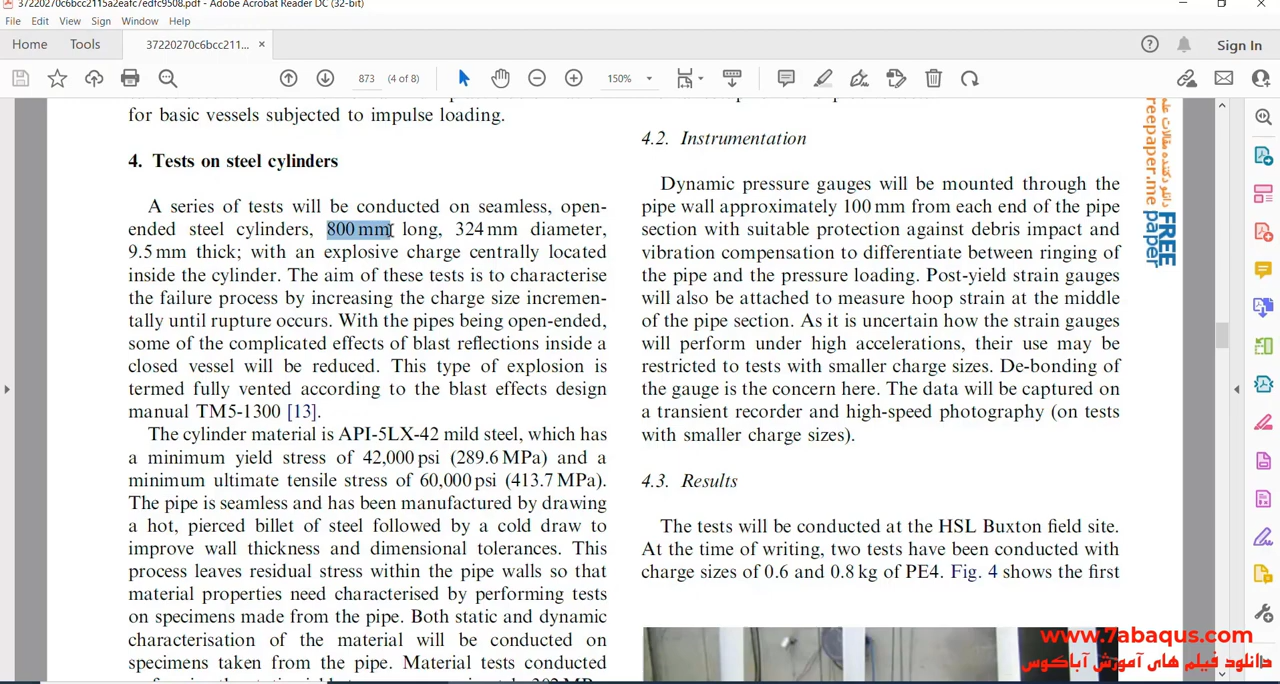 37220270c6bcc2115a2eafc7edfc9508.pdf - Adobe Acrobat Reader DC (32-bit)
File Edit View Sign Window Help
Home Tools 37220270c6bcc211... × Sign In
873 (4 of 8) 150%
for basic vessels subjected to impulse loading.
4. Tests on steel cylinders
A series of tests will be conducted on seamless, open-
ended steel cylinders, 800 mm long, 324 mm diameter,
9.5 mm thick; with an explosive charge centrally located
inside the cylinder. The aim of these tests is to characterise
the failure process by increasing the charge size incremen-
tally until rupture occurs. With the pipes being open-ended,
some of the complicated effects of blast reflections inside a
closed vessel will be reduced. This type of explosion is
termed fully vented according to the blast effects design
manual TM5-1300 [13].
The cylinder material is API-5LX-42 mild steel, which has
a minimum yield stress of 42,000 psi (289.6 MPa) and a
minimum ultimate tensile stress of 60,000 psi (413.7 MPa).
The pipe is seamless and has been manufactured by drawing
a hot, pierced billet of steel followed by a cold draw to
improve wall thickness and dimensional tolerances. This
process leaves residual stress within the pipe walls so that
material properties need characterised by performing tests
on specimens made from the pipe. Both static and dynamic
characterisation of the material will be conducted on
specimens taken from the pipe. Material tests conducted
4.2. Instrumentation
Dynamic pressure gauges will be mounted through the
pipe wall approximately 100 mm from each end of the pipe
section with suitable protection against debris impact and
vibration compensation to differentiate between ringing of
the pipe and the pressure loading. Post-yield strain gauges
will also be attached to measure hoop strain at the middle
of the pipe section. As it is uncertain how the strain gauges
will perform under high accelerations, their use may be
restricted to tests with smaller charge sizes. De-bonding of
the gauge is the concern here. The data will be captured on
a transient recorder and high-speed photography (on tests
with smaller charge sizes).
4.3. Results
The tests will be conducted at the HSL Buxton field site.
At the time of writing, two tests have been conducted with
charge sizes of 0.6 and 0.8 kg of PE4. Fig. 4 shows the first
دانلودکننده مقالات
reepaper.me
FREE
paper
www.7abaqus.com
دانلود فیلم های آموزش آباکوس